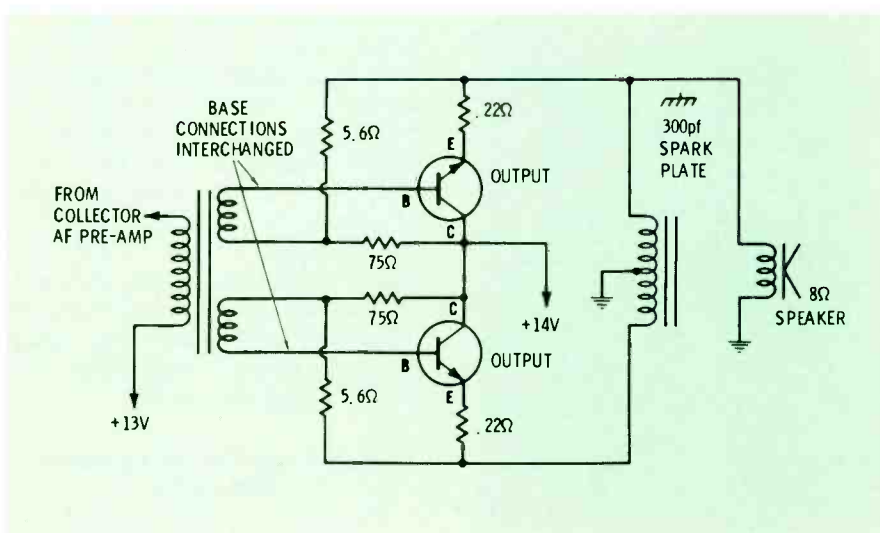 BASE
CONNECTIONS
INTERCHANGED
FROM
COLLECTOR
AF PRE-AMP
+13V
5.6Ω
.22Ω
E
B
C
OUTPUT
75Ω
75Ω
+14V
C
B
E
OUTPUT
5.6Ω
.22Ω
300pf
SPARK
PLATE
8Ω
SPEAKER